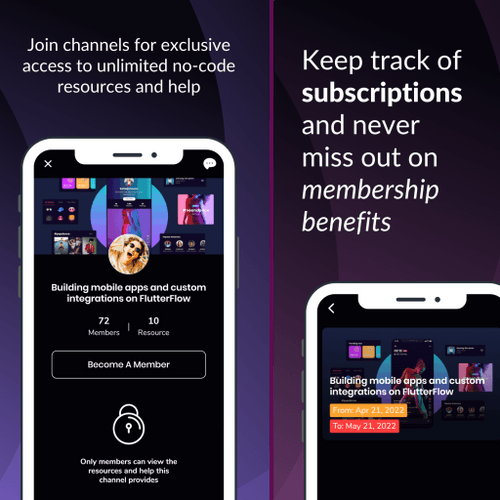 Join channels for exclusive
access to unlimited no-code
resources and help
Building mobile apps and custom
integrations on FlutterFlow
72
Members
10
Resource
Become A Member
Only members can view the
resources and help this
channel provides
Keep track of
subscriptions
and never
miss out on
membership
benefits
Building mobile apps and custom
integrations on FlutterFlow
From: Apr 21, 2022
To: May 21, 2022